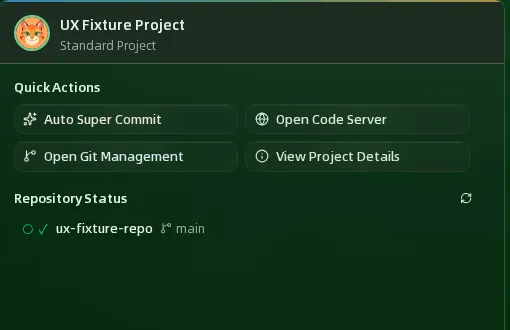 UX Fixture Project
Standard Project
Quick Actions
Auto Super Commit
Open Code Server
Open Git Management
View Project Details
Repository Status
ux-fixture-repo main